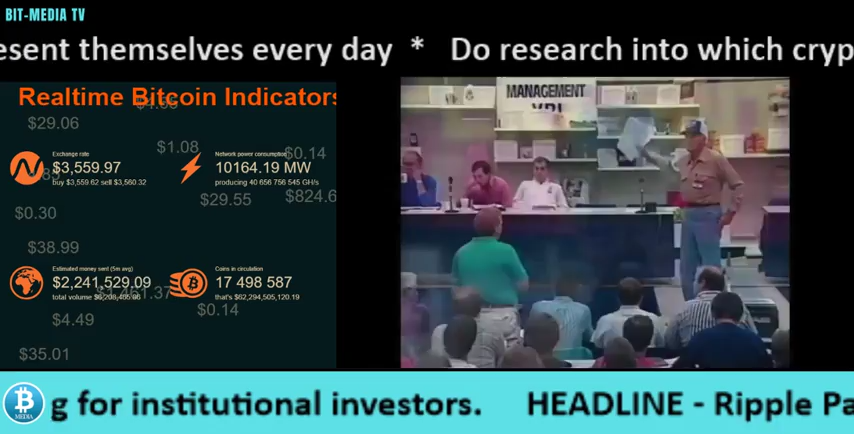 BIT-MEDIA TV
esent themselves every day * Do research into which cryp
Realtime Bitcoin Indicators
$29.06
$1.08
$0.14
Exchange rate
$3,559.97
buy $3,559.62 sell $3,560.32
Network power consumption
10164.19 MW
producing 40 656 756 545 GH/s
$0.30
$29.55
$824.6
$38.99
Estimated money sent (5m avg)
$2,241,529.09
total volume
Coins in circulation
17 498 587
that's $62,294,505,120.19
$4.49
$0.14
$35.01
MANAGEMENT
B
MEDIA
g for institutional investors. HEADLINE - Ripple Pa